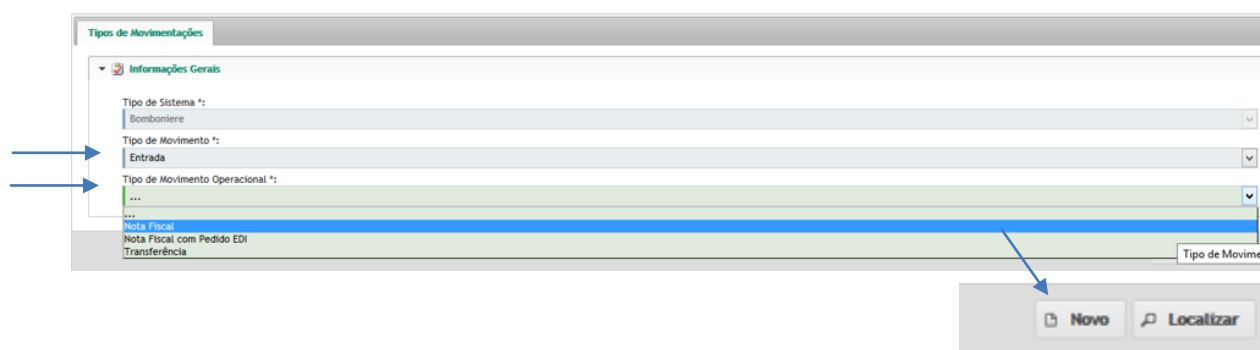 Tipos de Movimentações
Informações Gerais
Tipo de Sistema *:
Bomboniere
Tipo de Movimento *:
Entrada
Tipo de Movimento Operacional *:
...
...
Nota Fiscal
Nota Fiscal com Pedido EDI
Transferência
Tipo de Movime
Novo Localizar